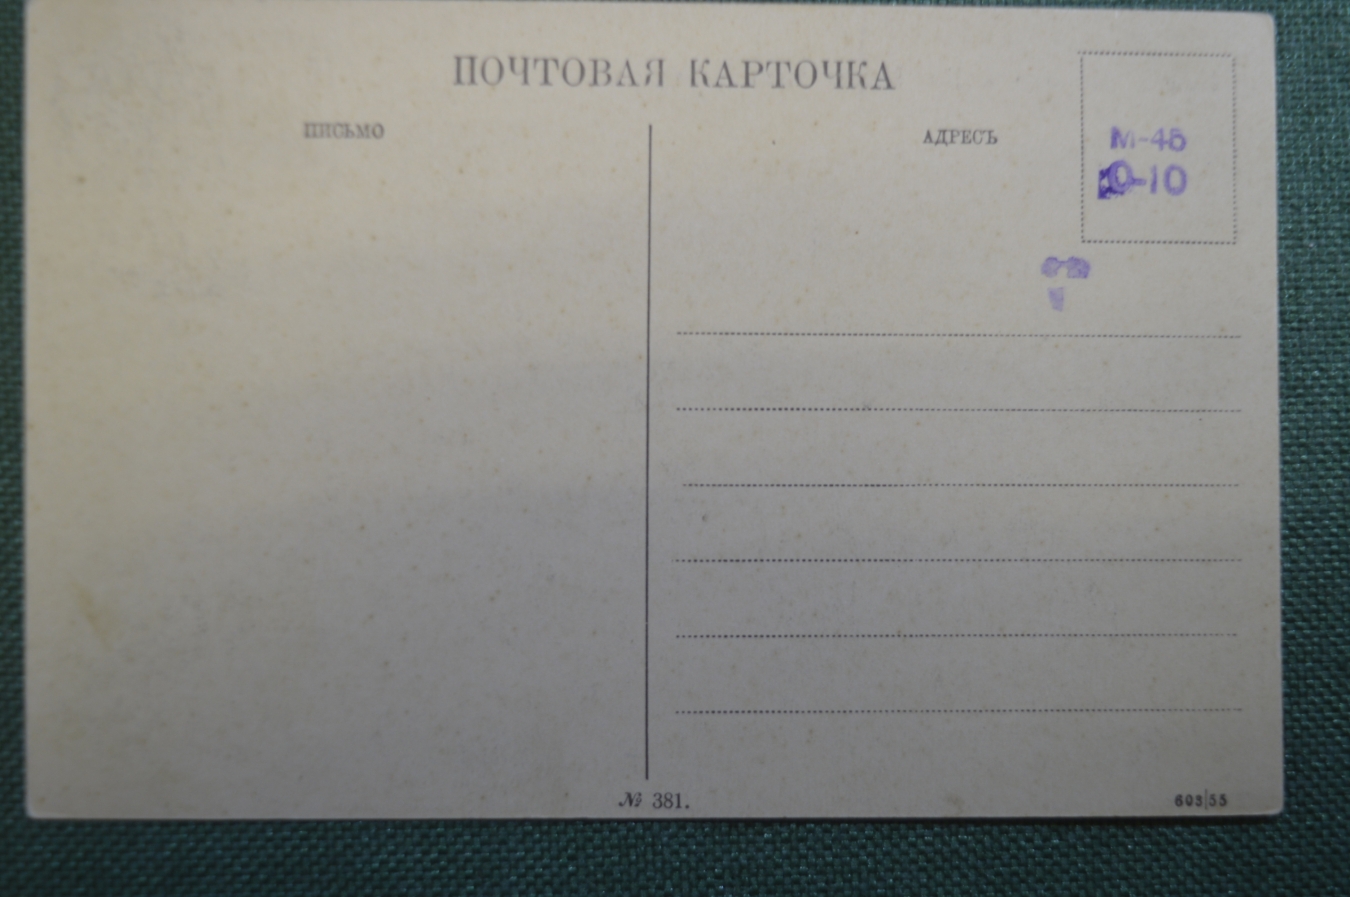 ПОЧТОВАЯ КАРТОЧКА
ПИСЬМО
АДРЕСЪ
М-45
0-10
№ 381.
603|55